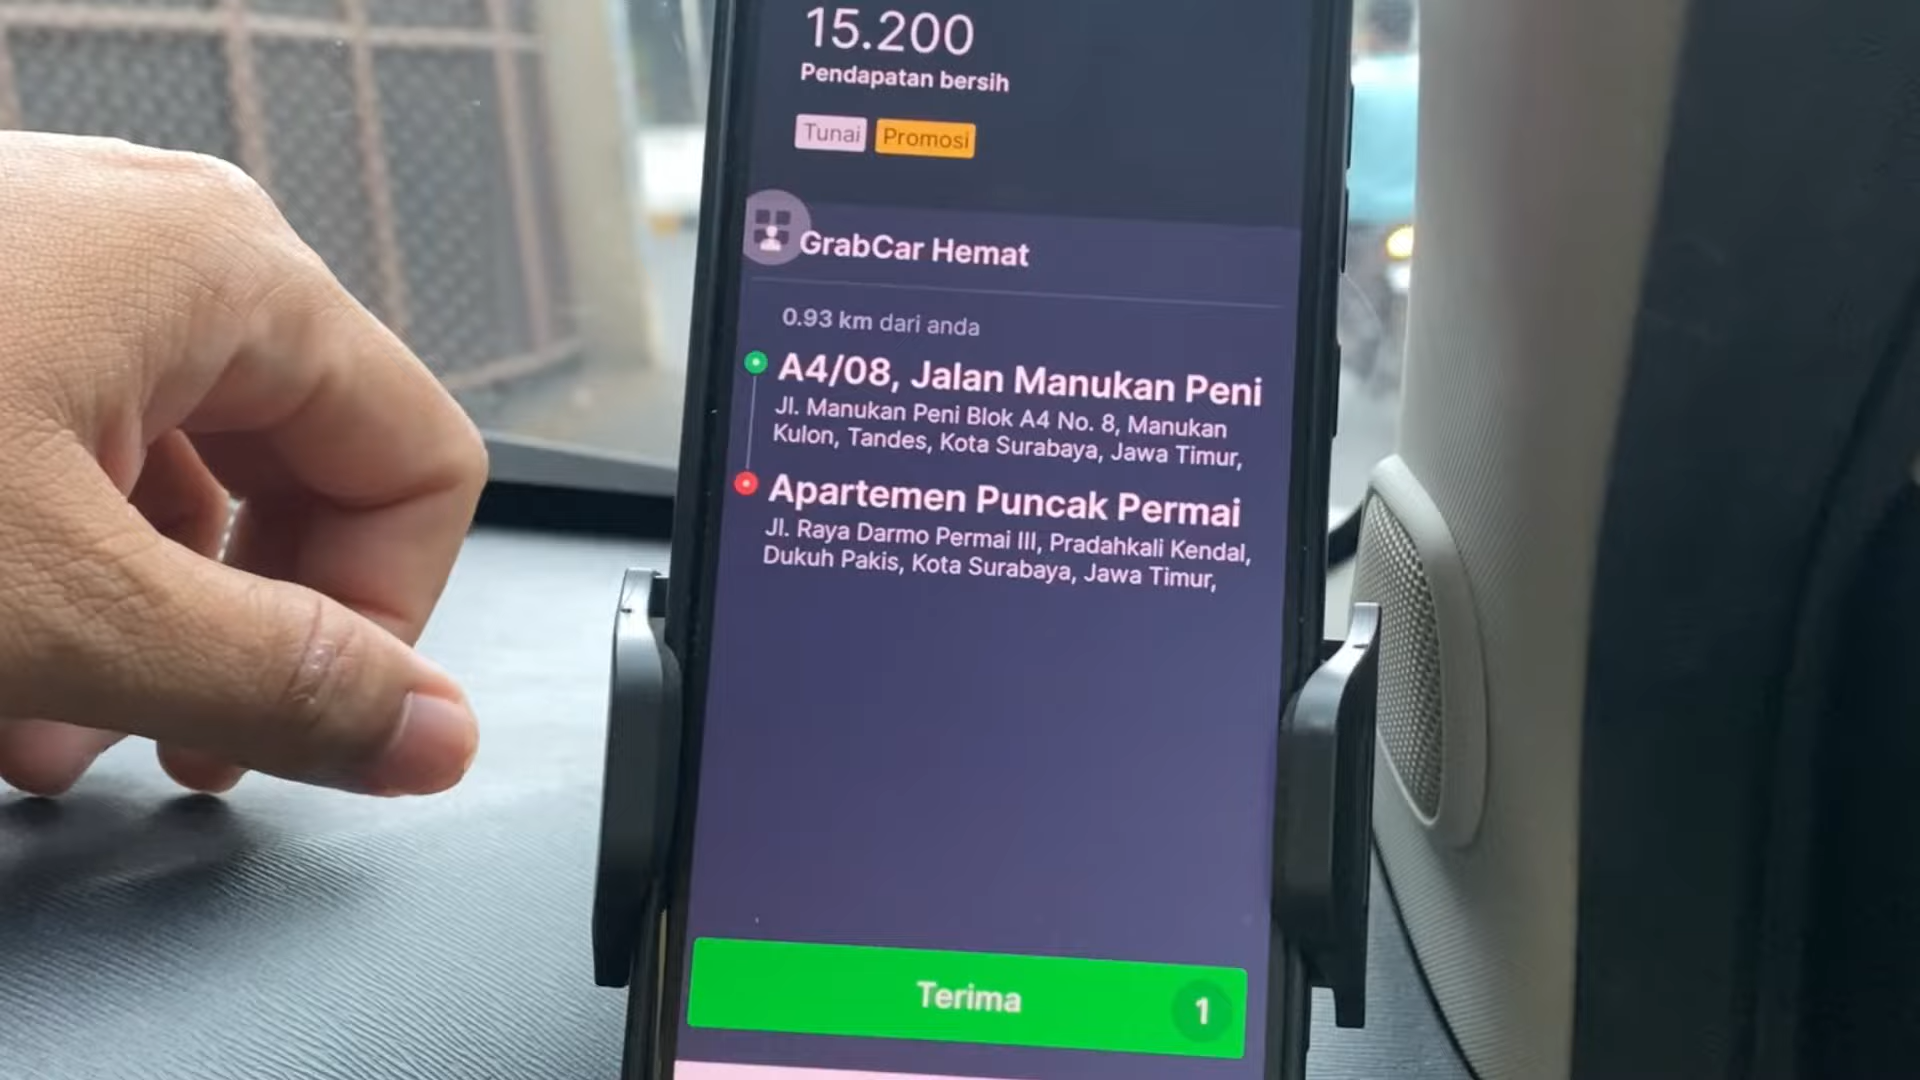 15.200
Pendapatan bersih
Tunai Promosi
GrabCar Hemat
0.93 km dari anda
A4/08, Jalan Manukan Peni
Jl. Manukan Peni Blok A4 No. 8, Manukan
Kulon, Tandes, Kota Surabaya, Jawa Timur,
Apartemen Puncak Permai
Jl. Raya Darmo Permai III, Pradahkali Kendal,
Dukuh Pakis, Kota Surabaya, Jawa Timur,
Terima 1